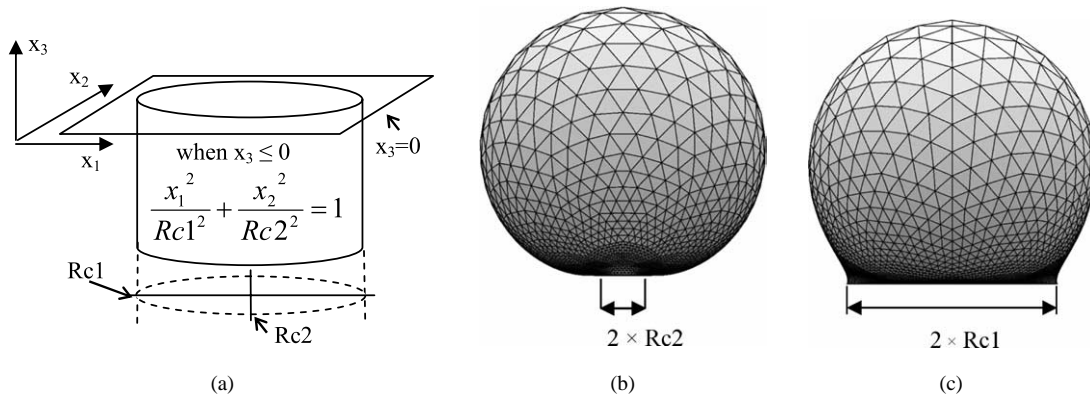 x₃
x₂
x₁
x₃=0
when x₃ ≤ 0
x₁²/Rc1² + x₂²/Rc2² = 1
Rc1
Rc2
(a)
2 × Rc2
(b)
2 × Rc1
(c)